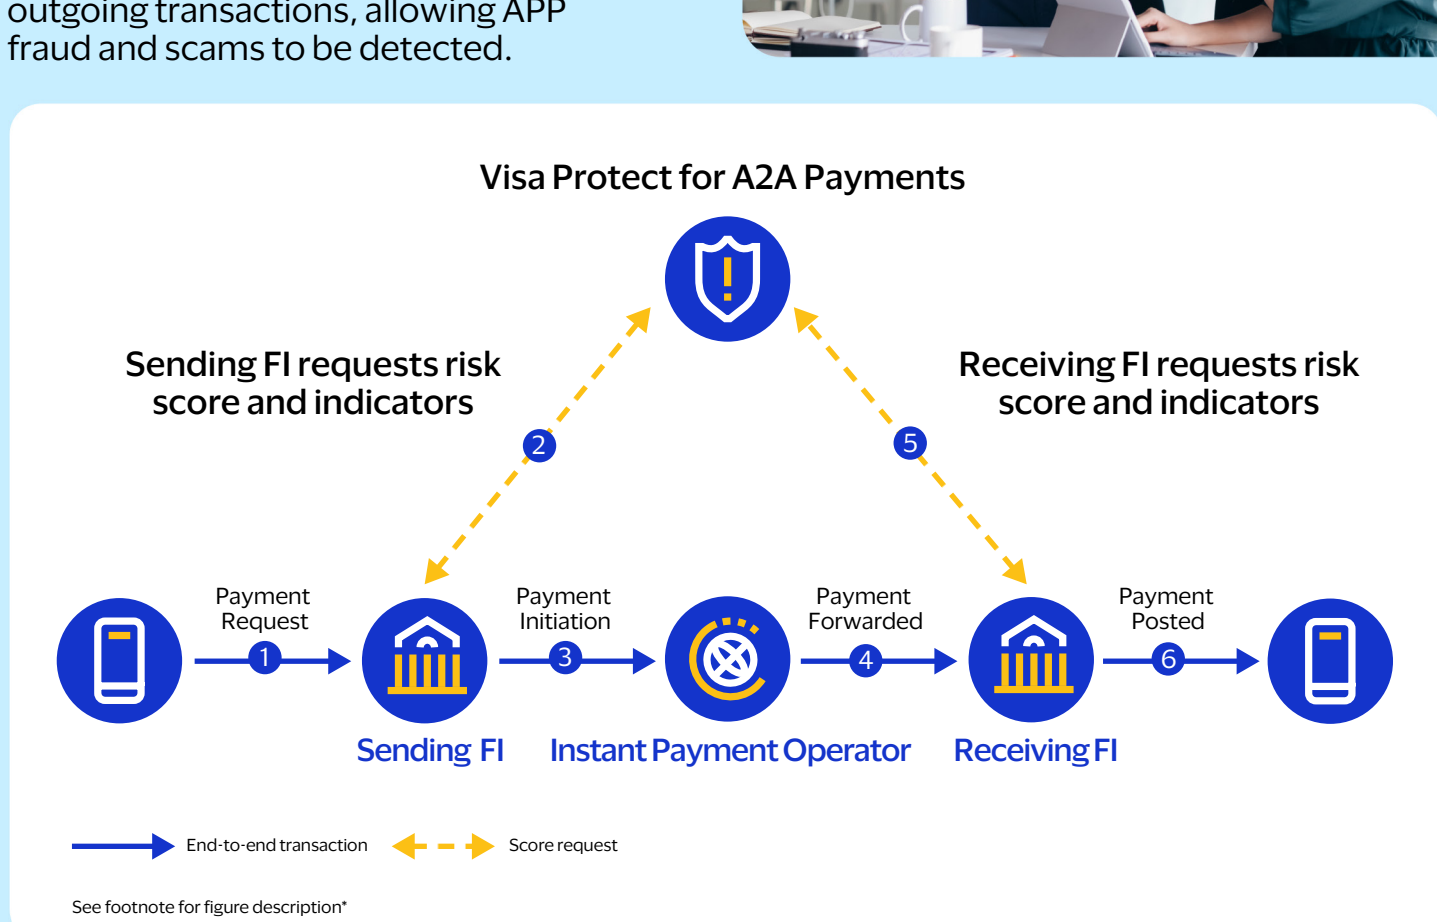 outgoing transactions, allowing APP
fraud and scams to be detected.
Visa Protect for A2A Payments
Sending FI requests risk
score and indicators
Receiving FI requests risk
score and indicators
2
5
Payment
Request
1
Payment
Initiation
3
Payment
Forwarded
4
Payment
Posted
6
Sending FI
Instant Payment Operator
Receiving FI
End-to-end transaction
Score request
See footnote for figure description*